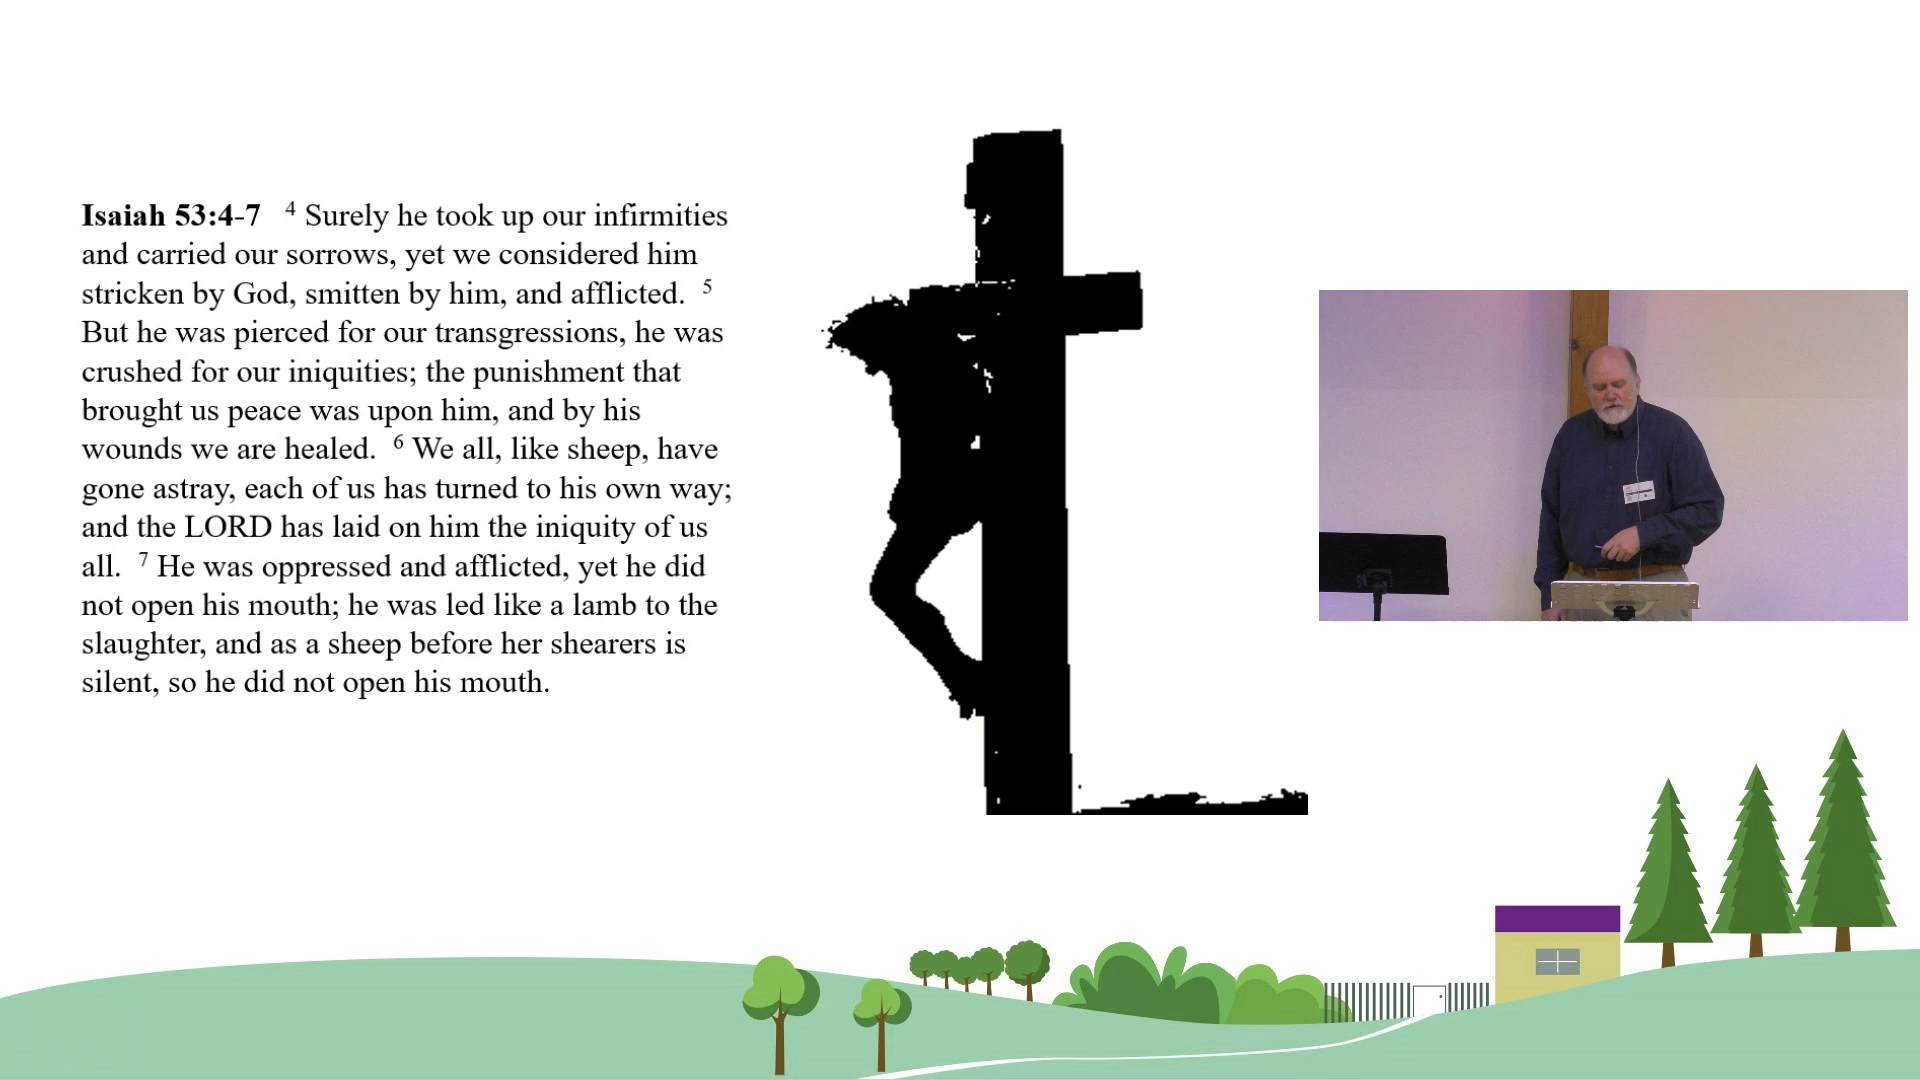 Isaiah 53:4-7 4 Surely he took up our infirmities
and carried our sorrows, yet we considered him
stricken by God, smitten by him, and afflicted. 5
But he was pierced for our transgressions, he was
crushed for our iniquities; the punishment that
brought us peace was upon him, and by his
wounds we are healed. 6 We all, like sheep, have
gone astray, each of us has turned to his own way;
and the LORD has laid on him the iniquity of us
all. 7 He was oppressed and afflicted, yet he did
not open his mouth; he was led like a lamb to the
slaughter, and as a sheep before her shearers is
silent, so he did not open his mouth.